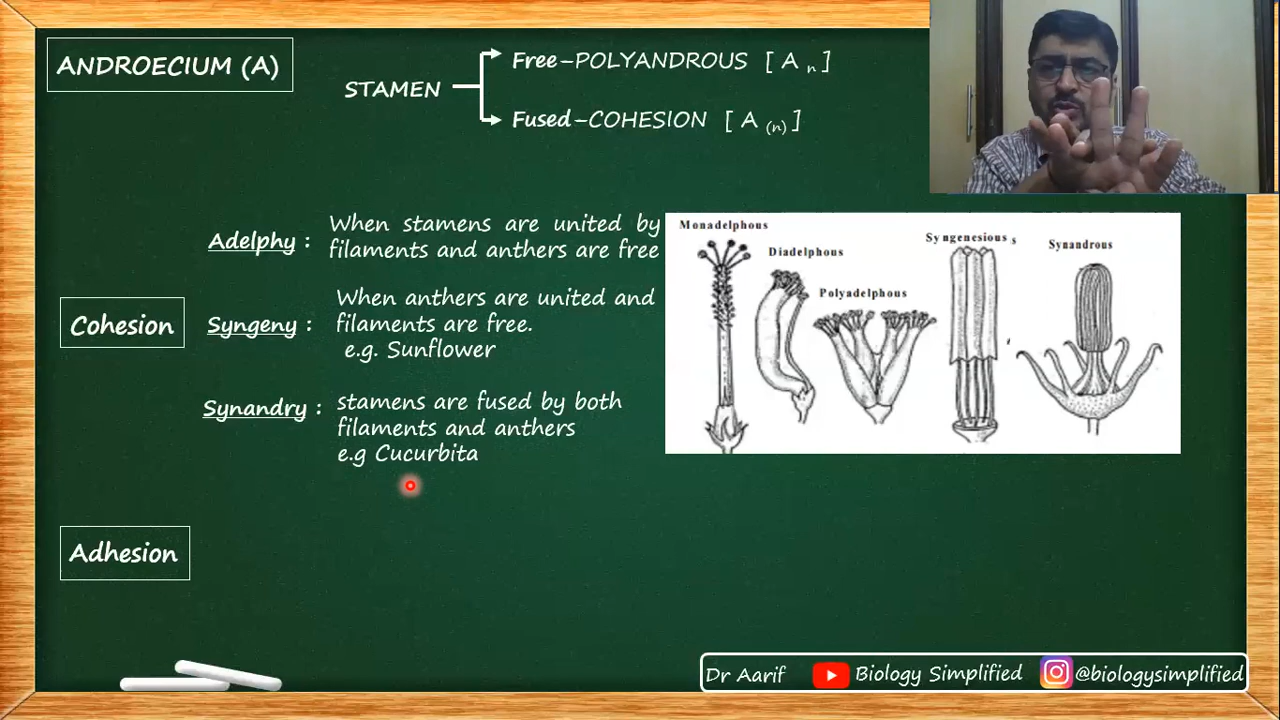 ANDROECIUM (A)
STAMEN
Free–POLYANDROUS [ A n ]
Fused–COHESION [ A (n) ]
Adelphy : When stamens are united by
filaments and anthers are free
Cohesion
Syngeny : When anthers are united and
filaments are free.
e.g. Sunflower
Synandry : stamens are fused by both
filaments and anthers
e.g Cucurbita
Monadelphous
Diadelphous
Polyadelphous
Syngenesious s
Synandrous
Adhesion
Dr Aarif Biology Simplified @biologysimplified